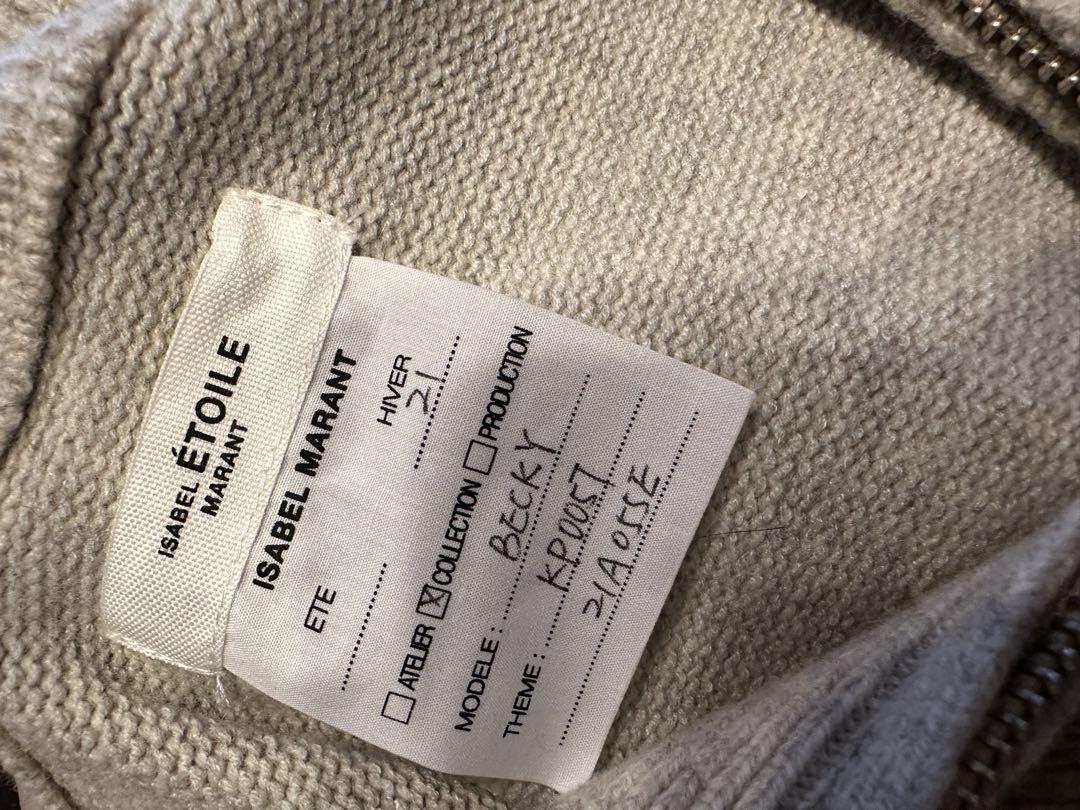 ISABEL ÉTOILE
MARANT
ISABEL MARANT
ETE HIVER
21
ATELIER X COLLECTION PRODUCTION
MODELE : BECKY
THEME : KP0057
21A055E